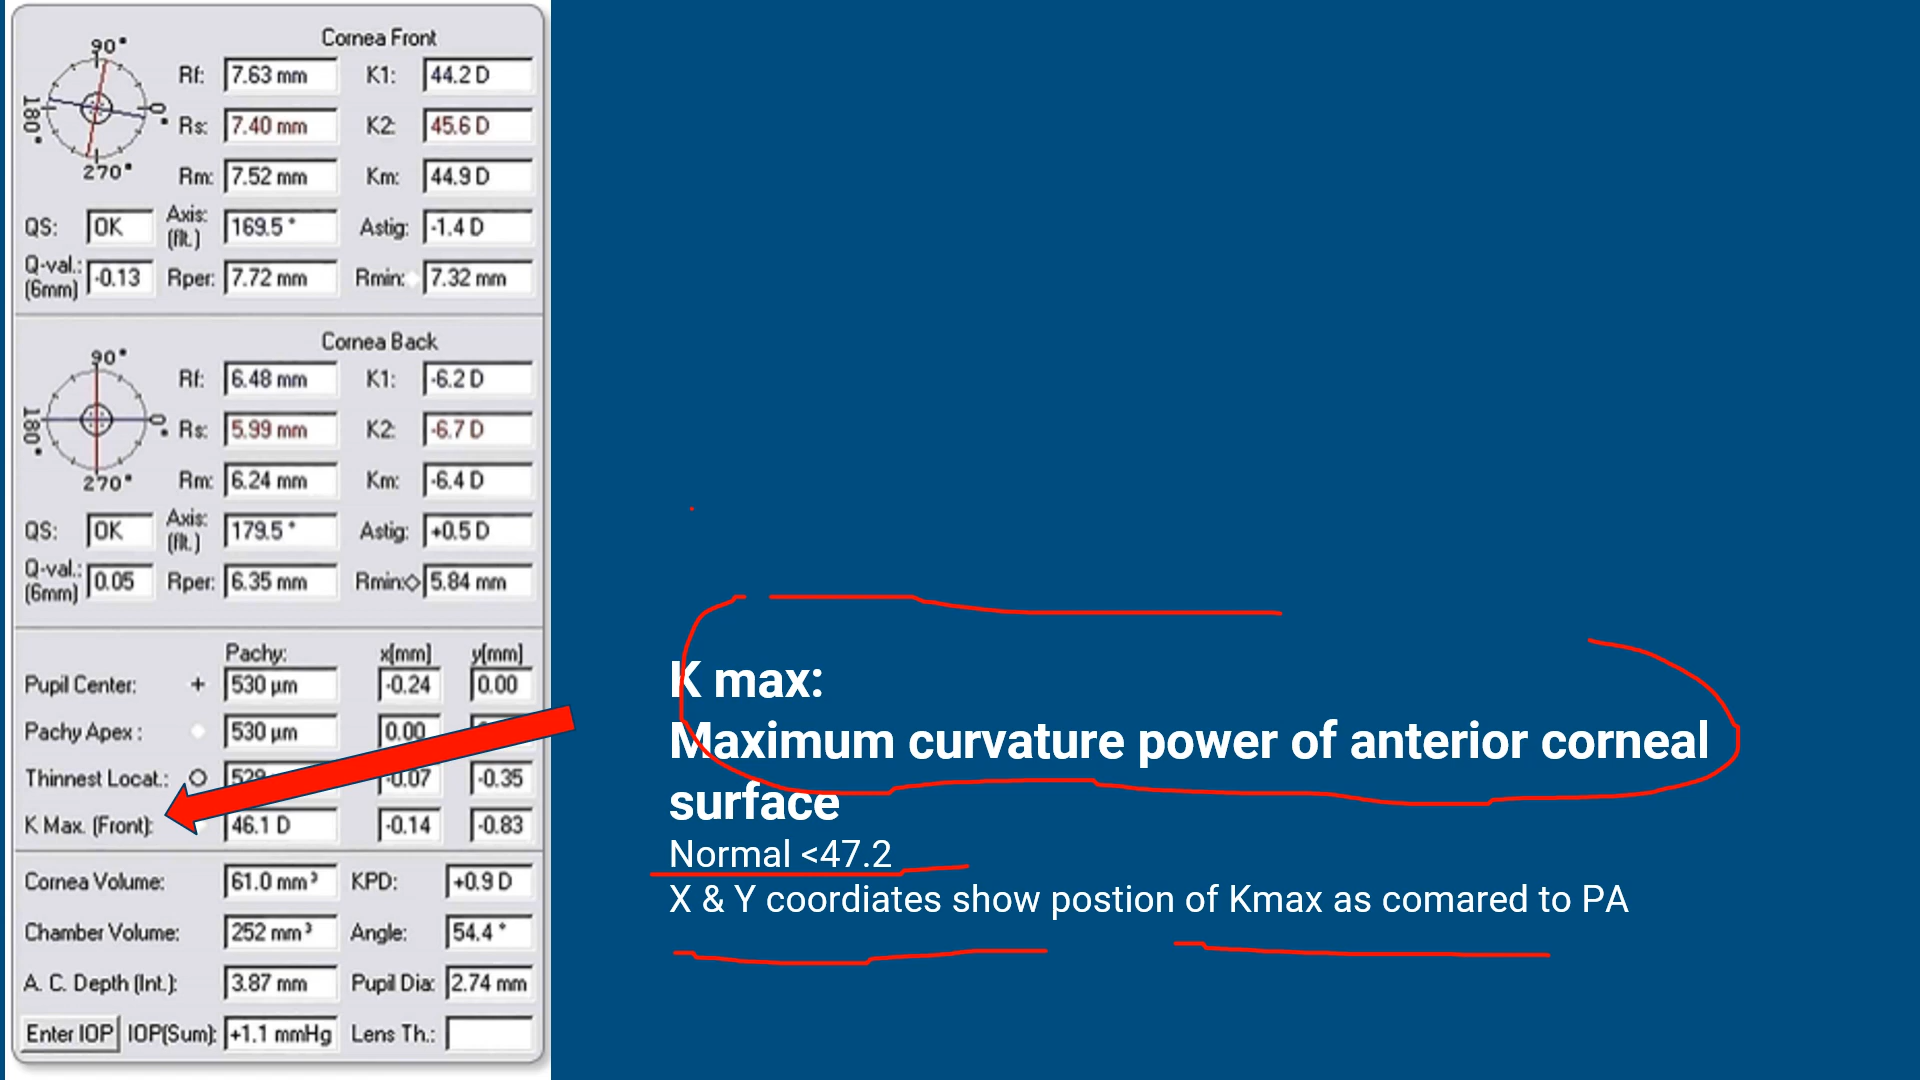 Cornea Front
90°
180°
0°
270°
Rf: 7.63 mm K1: 44.2 D
Rs: 7.40 mm K2: 45.6 D
Rm: 7.52 mm Km: 44.9 D
QS: OK Axis: (flt.) 169.5 ° Astig: -1.4 D
Q-val.: (6mm) -0.13 Rper: 7.72 mm Rmin: 7.32 mm
Cornea Back
90°
180°
0°
270°
Rf: 6.48 mm K1: -6.2 D
Rs: 5.99 mm K2: -6.7 D
Rm: 6.24 mm Km: -6.4 D
QS: OK Axis: (flt.) 179.5 ° Astig: +0.5 D
Q-val.: (6mm) 0.05 Rper: 6.35 mm Rmin: 5.84 mm
Pachy: x[mm] y[mm]
Pupil Center: + 530 µm -0.24 0.00
Pachy Apex : 530 µm 0.00
Thinnest Locat.: -0.07 -0.35
K Max. (Front): 46.1 D -0.14 -0.83
Cornea Volume: 61.0 mm³ KPD: +0.9 D
Chamber Volume: 252 mm³ Angle: 54.4 °
A. C. Depth (Int.): 3.87 mm Pupil Dia: 2.74 mm
Enter IOP IOP(Sum): +1.1 mmHg Lens Th.:
K max:
Maximum curvature power of anterior corneal
surface
Normal <47.2
X & Y coordiates show postion of Kmax as comared to PA